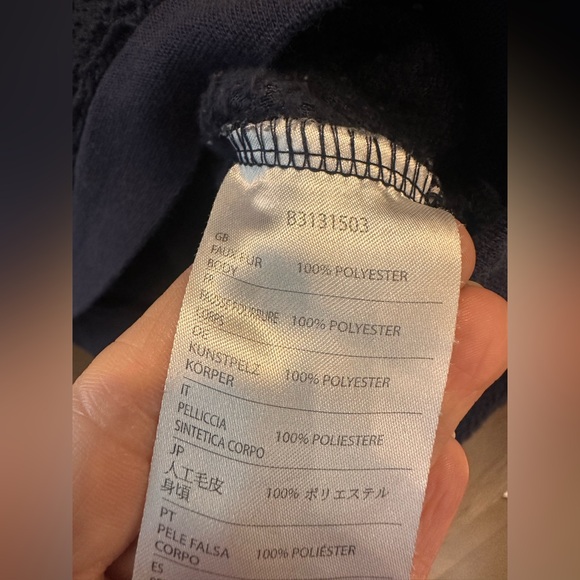 B3131503
GB
FAUX FUR
BODY 100% POLYESTER
FAUSSE FOURRURE
CORPS 100% POLYESTER
DE
KUNSTPELZ
KÖRPER 100% POLYESTER
IT
PELLICCIA
SINTETICA CORPO 100% POLIESTERE
JP
人工毛皮
身頃 100% ポリエステル
PT
PELE FALSA
CORPO 100% POLIÉSTER
ES